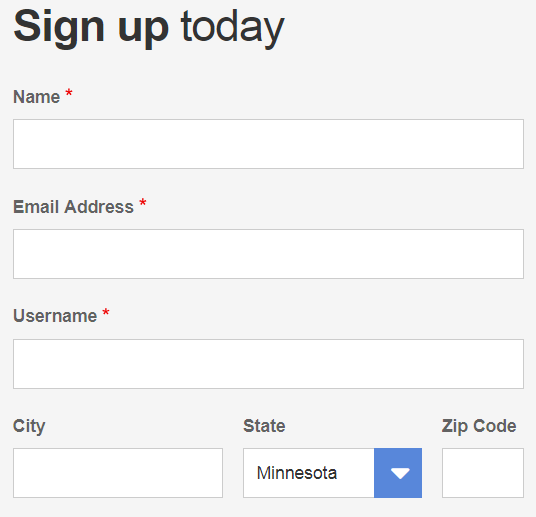 Sign up today
Name *
Email Address *
Username *
City State Zip Code
Minnesota